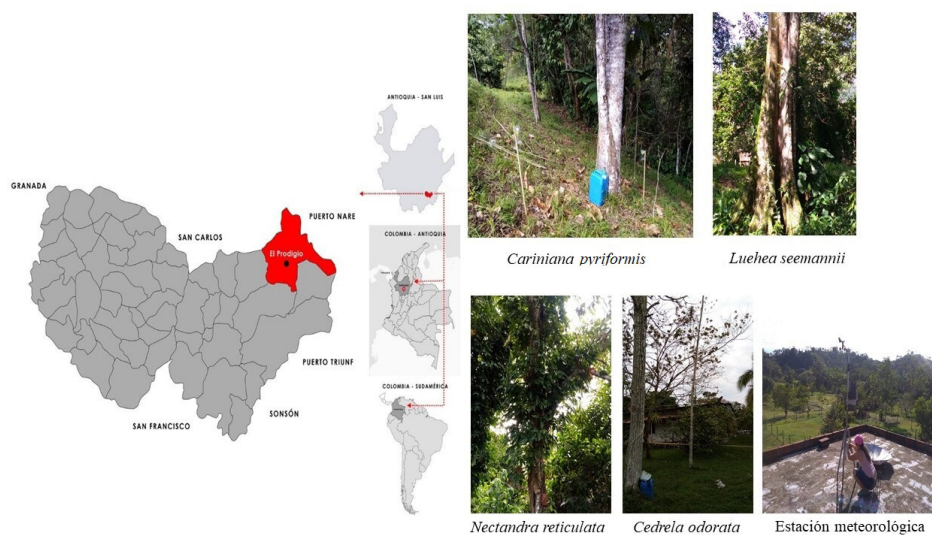 ANTIOQUIA - SAN LUIS
GRANADA
PUERTO NARE
SAN CARLOS
El Prodigio
COLOMBIA - ANTIOQUIA
PUERTO TRIUNF
COLOMBIA - SUDAMÉRICA
SONSÓN
SAN FRANCISCO
Cariniana pyriformis
Luehea seemannii
Nectandra reticulata
Cedrela odorata
Estación meteorológica